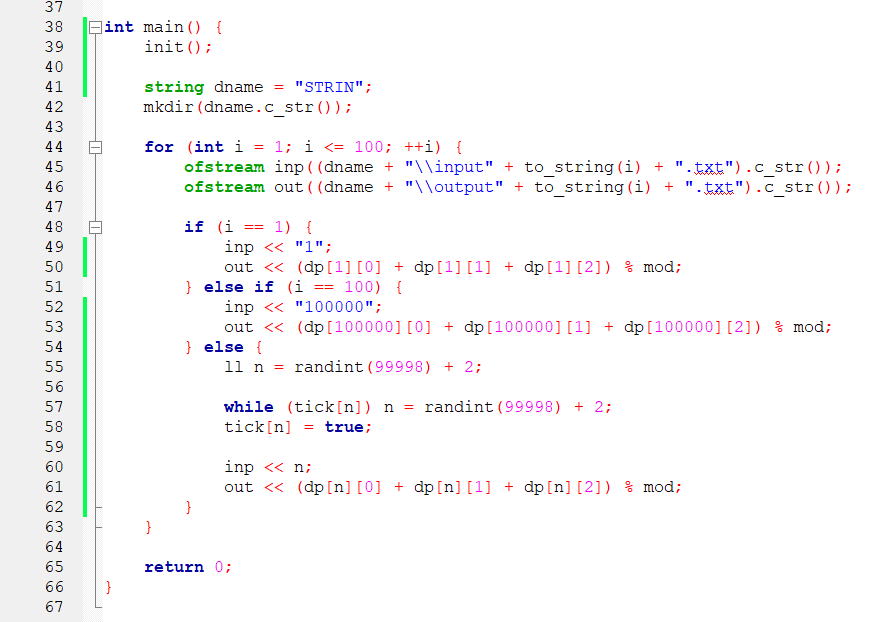 37
38 int main() {
39 init();
40
41 string dname = "STRIN";
42 mkdir(dname.c_str());
43
44 for (int i = 1; i <= 100; ++i) {
45 ofstream inp((dname + "\\input" + to_string(i) + ".txt").c_str());
46 ofstream out((dname + "\\output" + to_string(i) + ".txt").c_str());
47
48 if (i == 1) {
49 inp << "1";
50 out << (dp[1][0] + dp[1][1] + dp[1][2]) % mod;
51 } else if (i == 100) {
52 inp << "100000";
53 out << (dp[100000][0] + dp[100000][1] + dp[100000][2]) % mod;
54 } else {
55 ll n = randint(99998) + 2;
56
57 while (tick[n]) n = randint(99998) + 2;
58 tick[n] = true;
59
60 inp << n;
61 out << (dp[n][0] + dp[n][1] + dp[n][2]) % mod;
62 }
63 }
64
65 return 0;
66 }
67